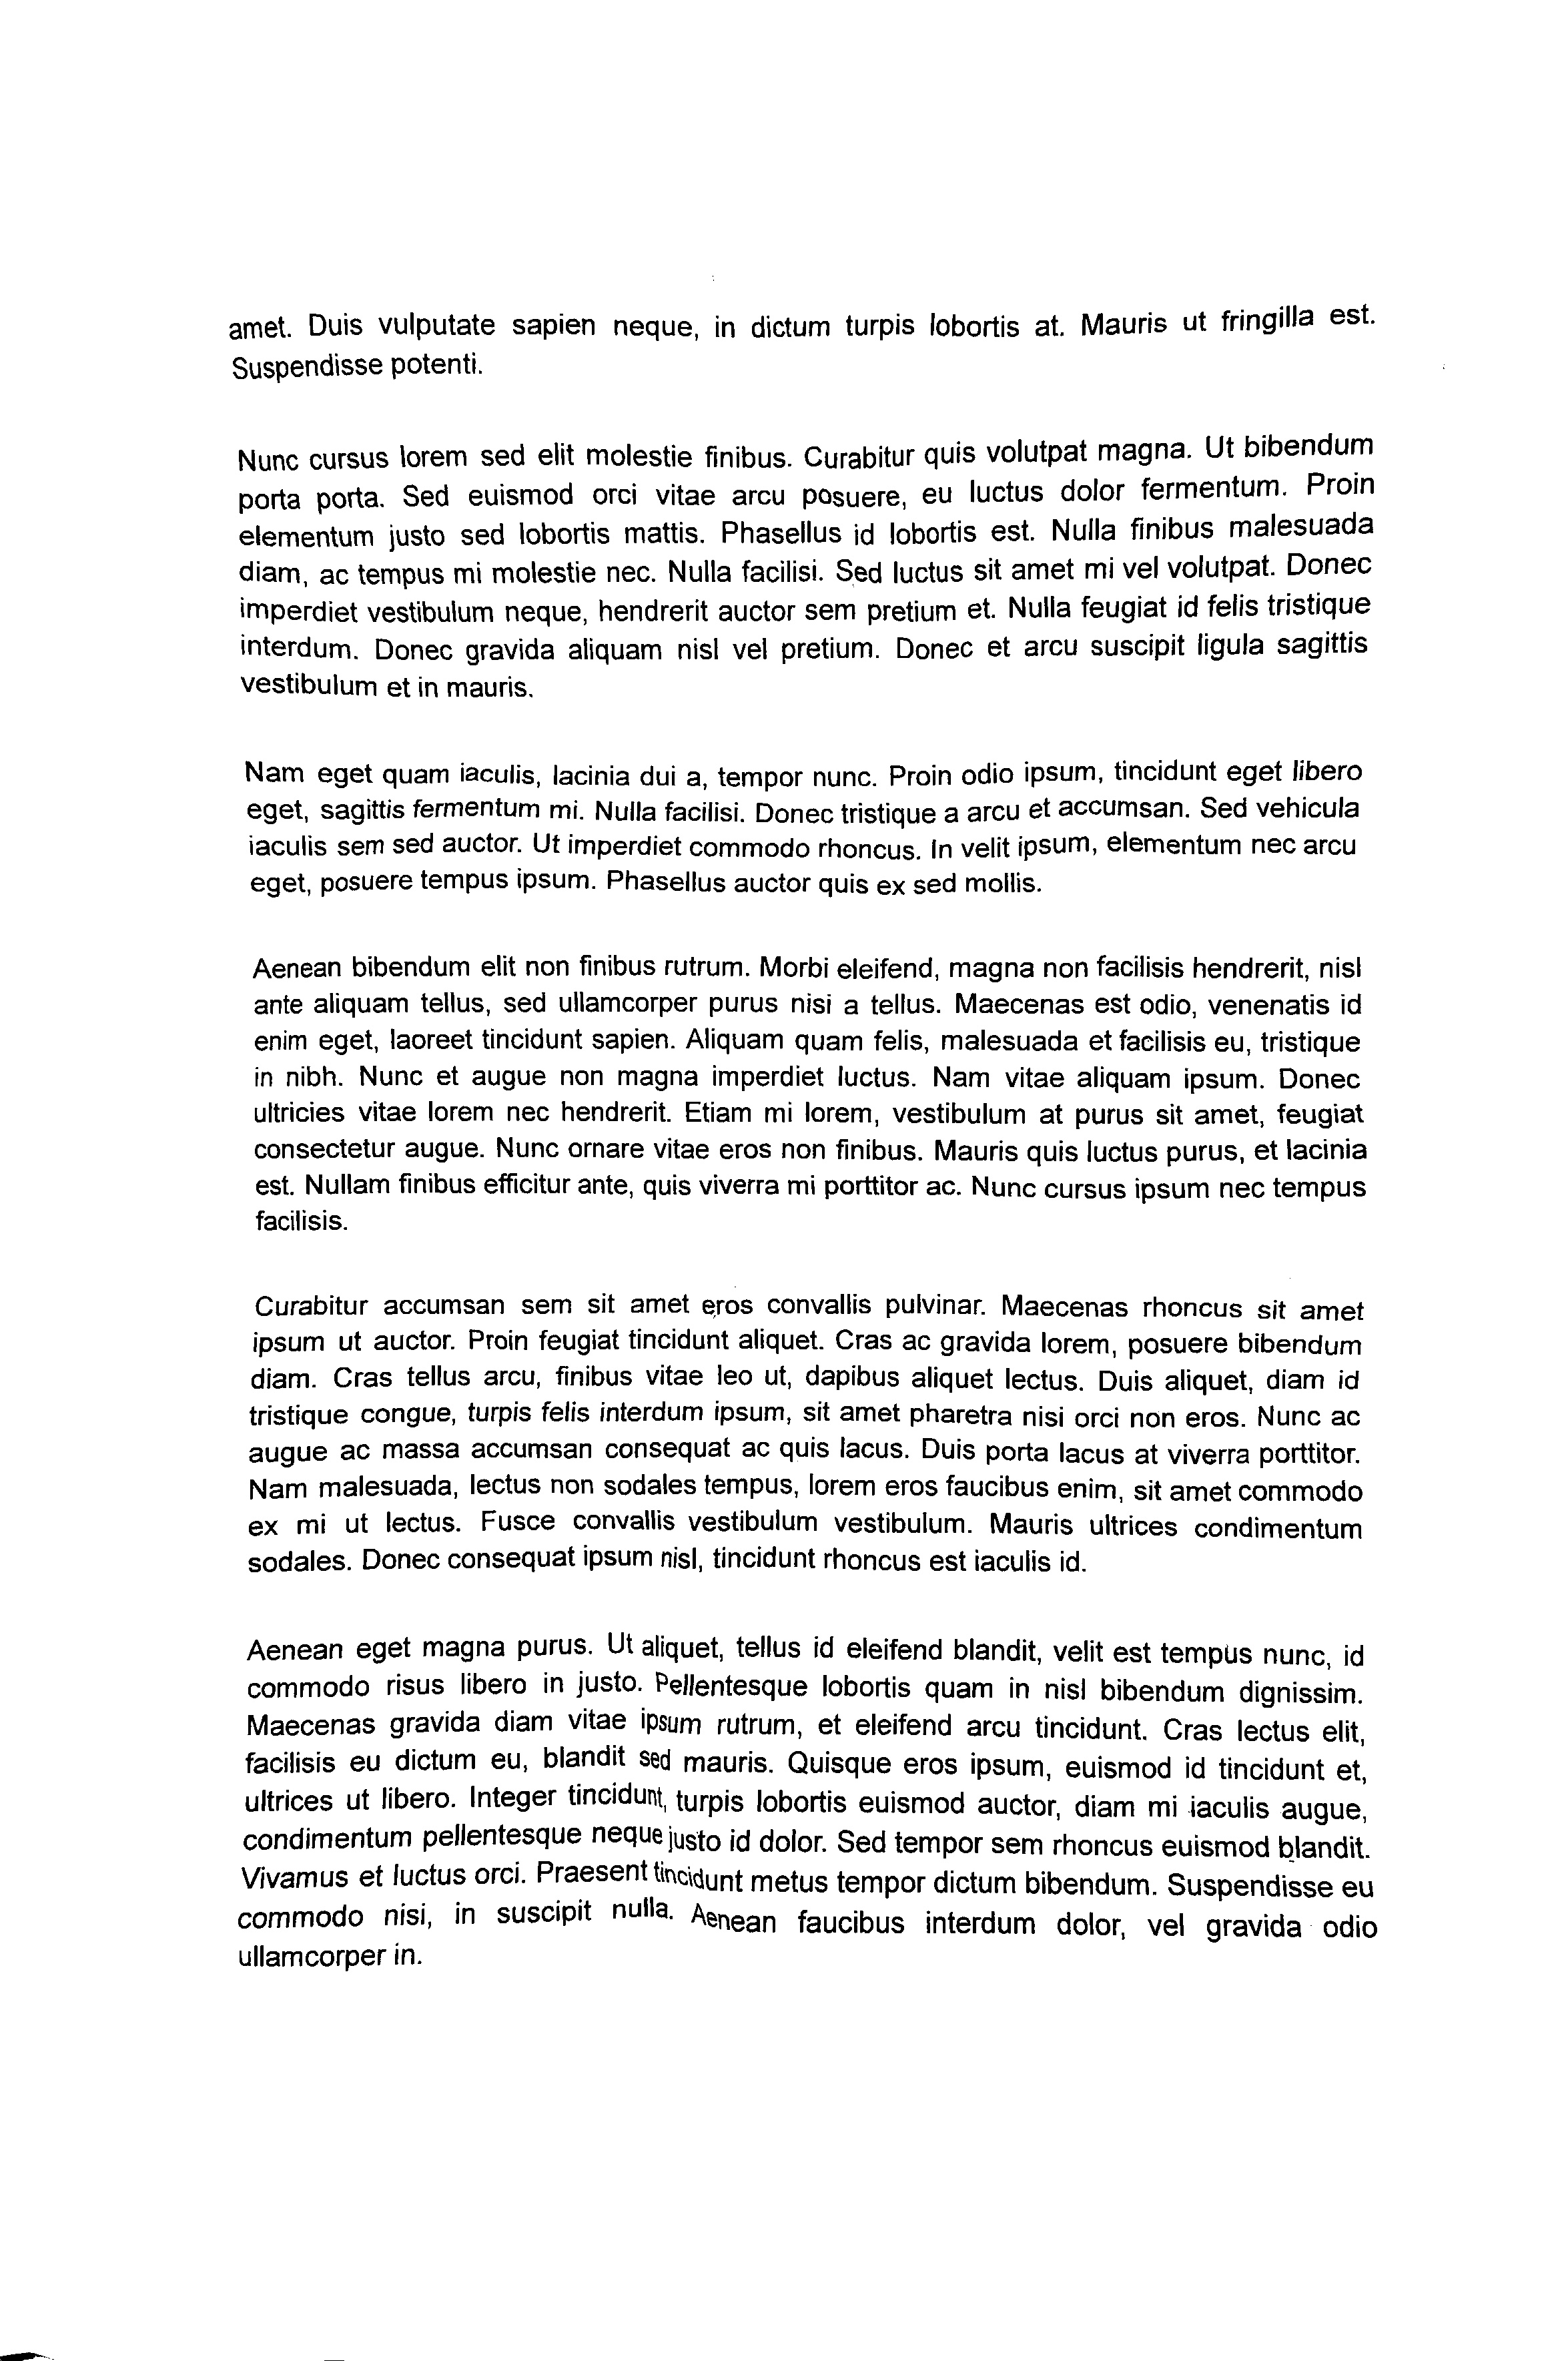 amet. Duis vulputate sapien neque, in dictum turpis lobortis at. Mauris ut fringilla est.
Suspendisse potenti.
Nunc cursus lorem sed elit molestie finibus. Curabitur quis volutpat magna. Ut bibendum
porta porta. Sed euismod orci vitae arcu posuere, eu luctus dolor fermentum. Proin
elementum justo sed lobortis mattis. Phasellus id lobortis est. Nulla finibus malesuada
diam, ac tempus mi molestie nec. Nulla facilisi. Sed luctus sit amet mi vel volutpat. Donec
imperdiet vestibulum neque, hendrerit auctor sem pretium et. Nulla feugiat id felis tristique
interdum. Donec gravida aliquam nisl vel pretium. Donec et arcu suscipit ligula sagittis
vestibulum et in mauris.
Nam eget quam iaculis, lacinia dui a, tempor nunc. Proin odio ipsum, tincidunt eget libero
eget, sagittis fermentum mi. Nulla facilisi. Donec tristique a arcu et accumsan. Sed vehicula
iaculis sem sed auctor. Ut imperdiet commodo rhoncus. In velit ipsum, elementum nec arcu
eget, posuere tempus ipsum. Phasellus auctor quis ex sed mollis.
Aenean bibendum elit non finibus rutrum. Morbi eleifend, magna non facilisis hendrerit, nisl
ante aliquam tellus, sed ullamcorper purus nisi a tellus. Maecenas est odio, venenatis id
enim eget, laoreet tincidunt sapien. Aliquam quam felis, malesuada et facilisis eu, tristique
in nibh. Nunc et augue non magna imperdiet luctus. Nam vitae aliquam ipsum. Donec
ultricies vitae lorem nec hendrerit. Etiam mi lorem, vestibulum at purus sit amet, feugiat
consectetur augue. Nunc ornare vitae eros non finibus. Mauris quis luctus purus, et lacinia
est. Nullam finibus efficitur ante, quis viverra mi porttitor ac. Nunc cursus ipsum nec tempus
facilisis.
Curabitur accumsan sem sit amet eros convallis pulvinar. Maecenas rhoncus sit amet
ipsum ut auctor. Proin feugiat tincidunt aliquet. Cras ac gravida lorem, posuere bibendum
diam. Cras tellus arcu, finibus vitae leo ut, dapibus aliquet lectus. Duis aliquet, diam id
tristique congue, turpis felis interdum ipsum, sit amet pharetra nisi orci non eros. Nunc ac
augue ac massa accumsan consequat ac quis lacus. Duis porta lacus at viverra porttitor.
Nam malesuada, lectus non sodales tempus, lorem eros faucibus enim, sit amet commodo
ex mi ut lectus. Fusce convallis vestibulum vestibulum. Mauris ultrices condimentum
sodales. Donec consequat ipsum nisl, tincidunt rhoncus est iaculis id.
Aenean eget magna purus. Ut aliquet, tellus id eleifend blandit, velit est tempus nunc, id
commodo risus libero in justo. Pellentesque lobortis quam in nisl bibendum dignissim.
Maecenas gravida diam vitae ipsum rutrum, et eleifend arcu tincidunt. Cras lectus elit,
facilisis eu dictum eu, blandit sed mauris. Quisque eros ipsum, euismod id tincidunt et,
ultrices ut libero. Integer tincidunt, turpis lobortis euismod auctor, diam mi iaculis augue,
condimentum pellentesque neque justo id dolor. Sed tempor sem rhoncus euismod blandit.
Vivamus et luctus orci. Praesent tincidunt metus tempor dictum bibendum. Suspendisse eu
commodo nisi, in suscipit nulla. Aenean faucibus interdum dolor, vel gravida odio
ullamcorper in.